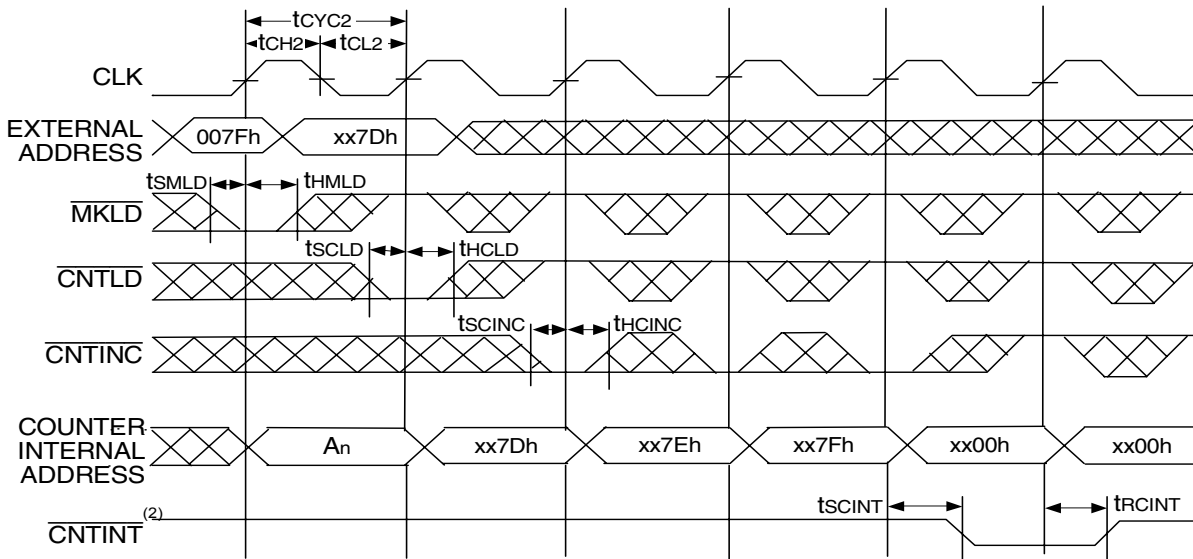 tCYC2
tCH2 tCL2
CLK
EXTERNAL
ADDRESS
007Fh xx7Dh
tSMLD tHMLD
MKLD
tSCLD tHCLD
CNTLD
tSCINC tHCINC
CNTINC
COUNTER
INTERNAL
ADDRESS
An xx7Dh xx7Eh xx7Fh xx00h xx00h
tSCINT tRCINT
CNTINT (2)